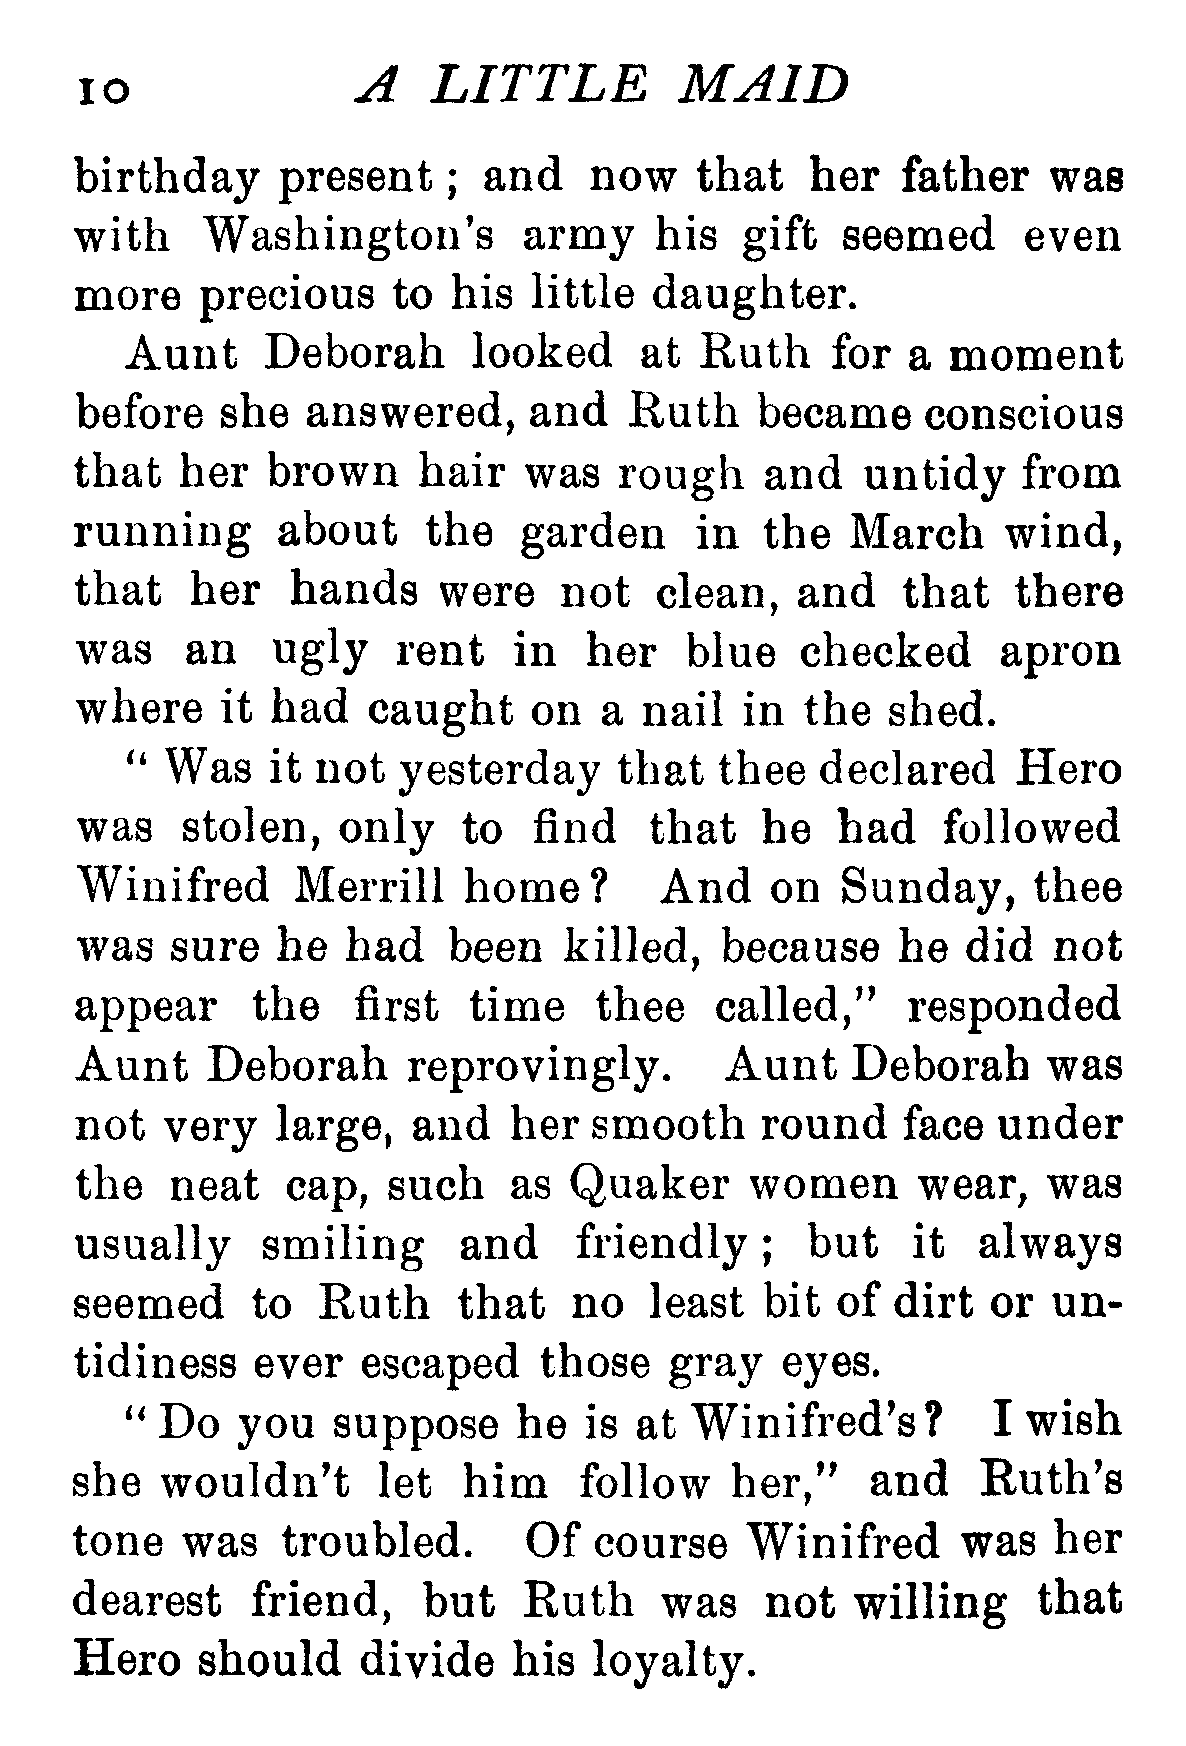 10 A LITTLE MAID
birthday present ; and now that her father was
with Washington's army his gift seemed even
more precious to his little daughter.
Aunt Deborah looked at Ruth for a moment
before she answered, and Ruth became conscious
that her brown hair was rough and untidy from
running about the garden in the March wind,
that her hands were not clean, and that there
was an ugly rent in her blue checked apron
where it had caught on a nail in the shed.
“ Was it not yesterday that thee declared Hero
was stolen, only to find that he had followed
Winifred Merrill home ? And on Sunday, thee
was sure he had been killed, because he did not
appear the first time thee called,” responded
Aunt Deborah reprovingly. Aunt Deborah was
not very large, and her smooth round face under
the neat cap, such as Quaker women wear, was
usually smiling and friendly ; but it always
seemed to Ruth that no least bit of dirt or un-
tidiness ever escaped those gray eyes.
“ Do you suppose he is at Winifred's ? I wish
she wouldn't let him follow her,” and Ruth's
tone was troubled. Of course Winifred was her
dearest friend, but Ruth was not willing that
Hero should divide his loyalty.